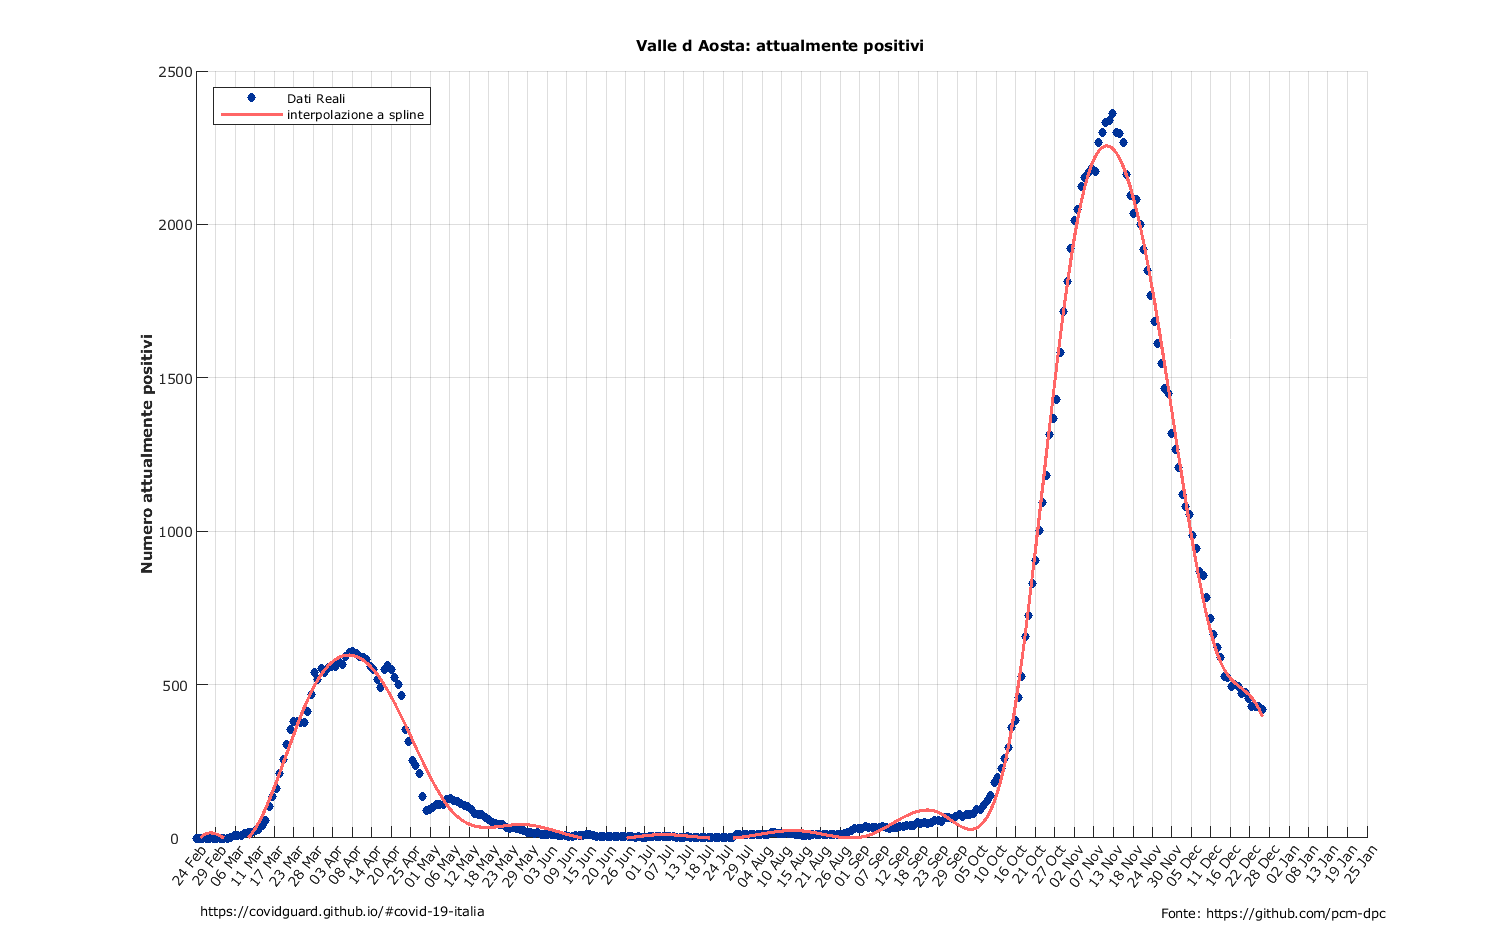 Valle d Aosta: attualmente positivi
2500
Dati Reali
interpolazione a spline
2000
1500
1000
500
0
Numero attualmente positivi
24 Feb
29 Feb
06 Mar
11 Mar
17 Mar
23 Mar
28 Mar
03 Apr
08 Apr
14 Apr
20 Apr
25 Apr
01 May
06 May
12 May
18 May
23 May
29 May
03 Jun
09 Jun
15 Jun
20 Jun
26 Jun
01 Jul
07 Jul
13 Jul
18 Jul
24 Jul
29 Jul
04 Aug
10 Aug
15 Aug
21 Aug
26 Aug
01 Sep
07 Sep
12 Sep
18 Sep
23 Sep
29 Sep
05 Oct
10 Oct
16 Oct
21 Oct
27 Oct
02 Nov
07 Nov
13 Nov
18 Nov
24 Nov
30 Nov
05 Dec
11 Dec
16 Dec
22 Dec
28 Dec
02 Jan
08 Jan
13 Jan
19 Jan
25 Jan
https://covidguard.github.io/#covid-19-italia
Fonte: https://github.com/pcm-dpc